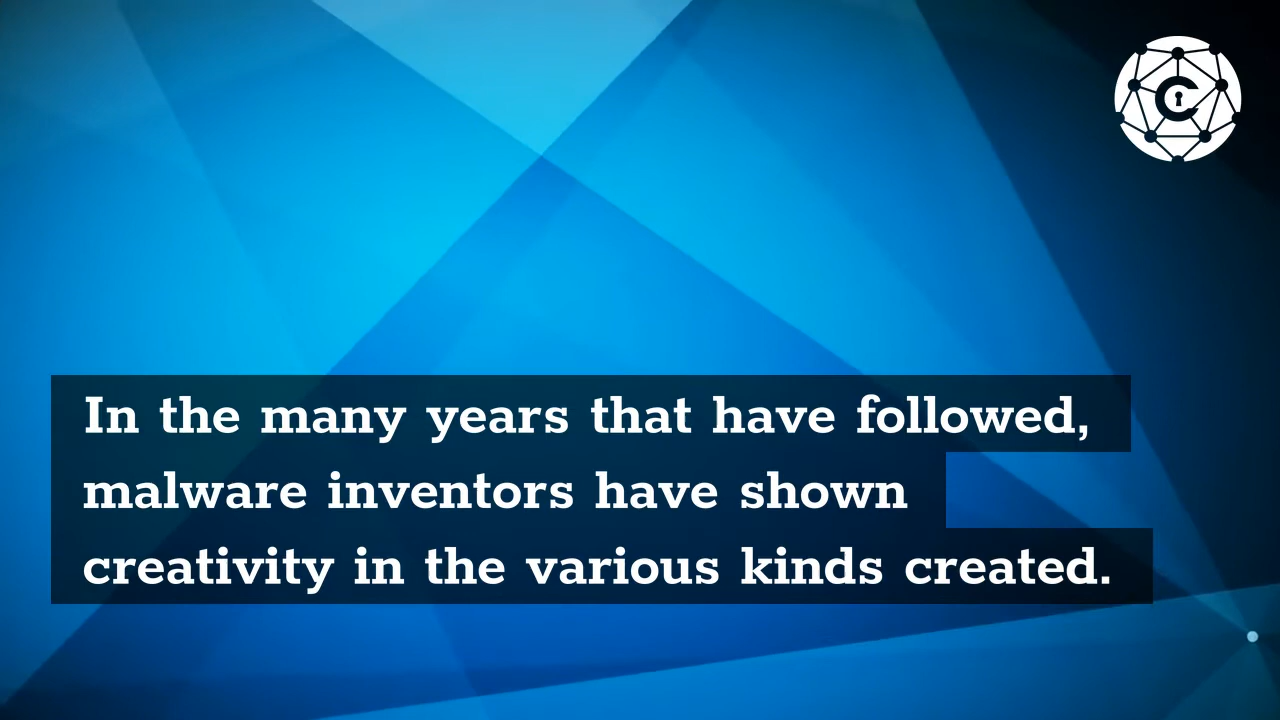 In the many years that have followed,
malware inventors have shown
creativity in the various kinds created.